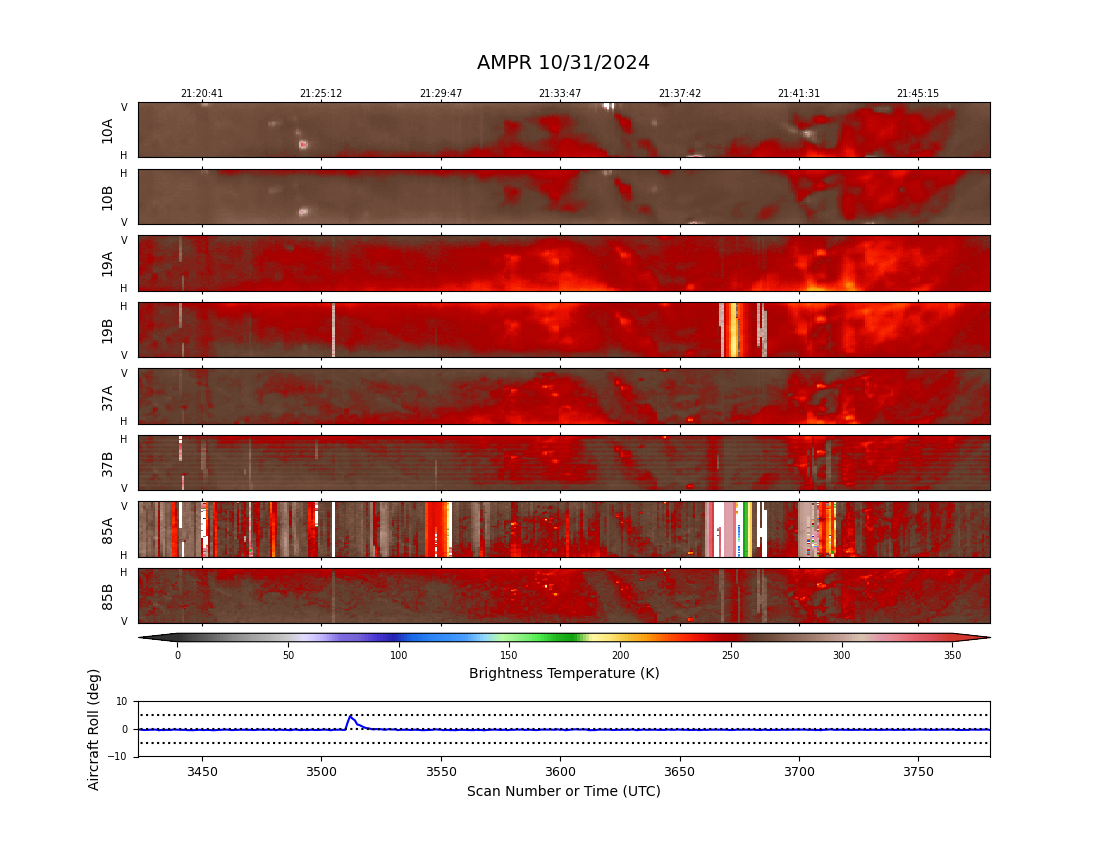 AMPR 10/31/2024
21:20:41 21:25:12 21:29:47 21:33:47 21:37:42 21:41:31 21:45:15
V
10A
H
H
10B
V
V
19A
H
H
19B
V
V
37A
H
H
37B
V
V
85A
H
H
85B
V
0 50 100 150 200 250 300 350
Brightness Temperature (K)
Aircraft Roll (deg)
10
0
−10
3450 3500 3550 3600 3650 3700 3750
Scan Number or Time (UTC)